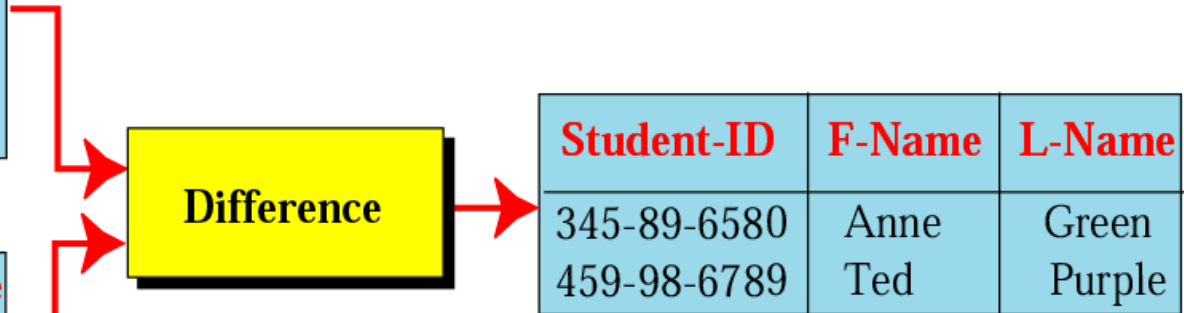 Difference
Student-ID F-Name L-Name
345-89-6580 Anne Green
459-98-6789 Ted Purple